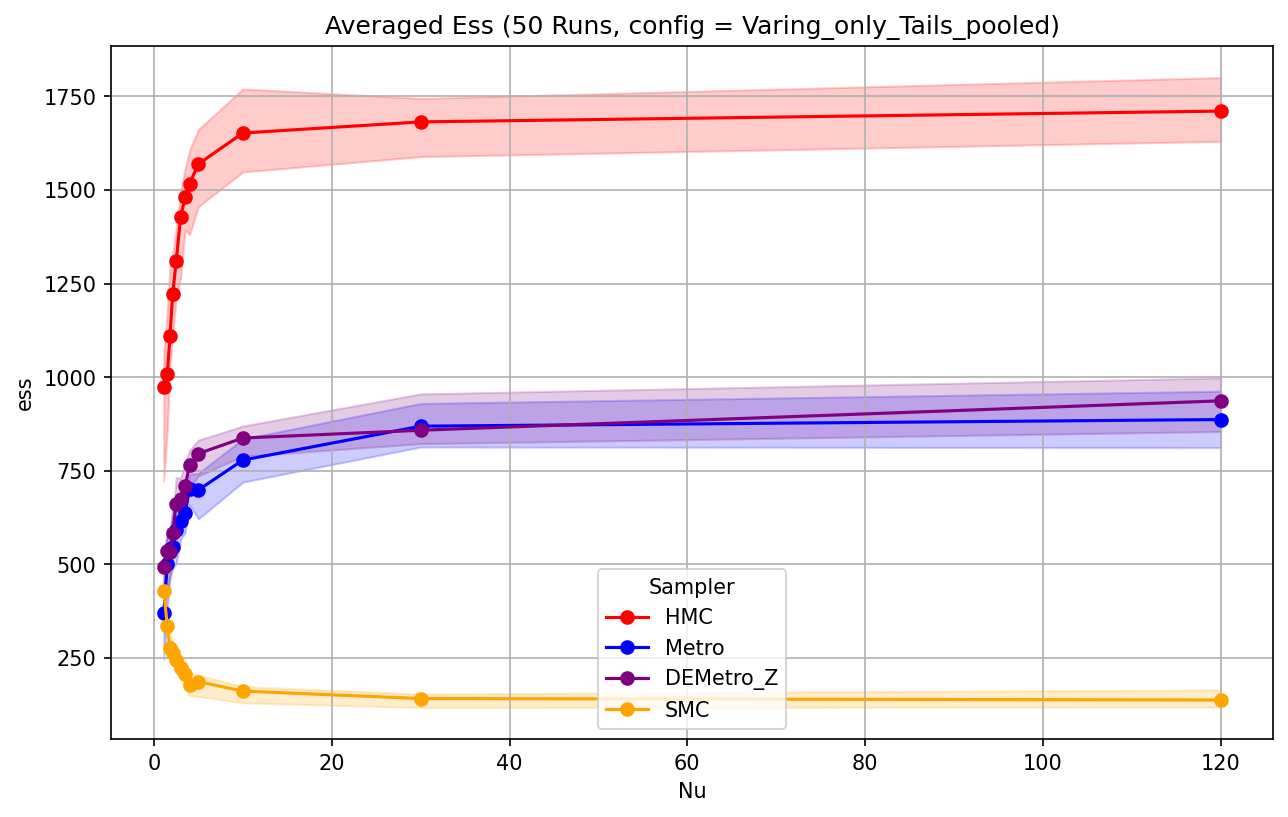 Averaged Ess (50 Runs, config = Varing_only_Tails_pooled)
ess
1750
1500
1250
1000
750
500
250
Sampler
HMC
Metro
DEMetro_Z
SMC
0 20 40 60 80 100 120
Nu